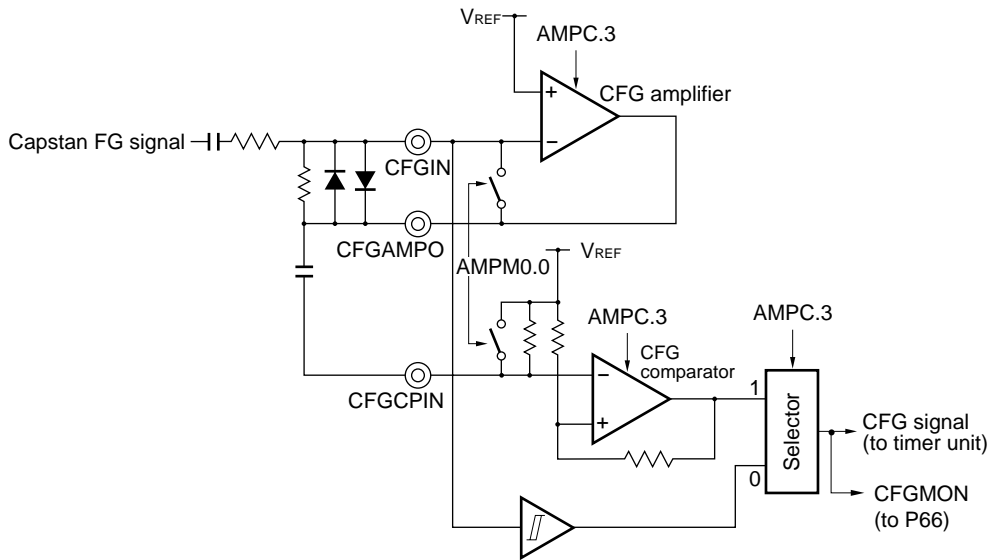 VREF
AMPC.3
CFG amplifier
+
−
Capstan FG signal
CFGIN
CFGAMPO
AMPM0.0
VREF
AMPC.3
AMPC.3
CFG
comparator
−
+
CFGCPIN
1
0
Selector
CFG signal
(to timer unit)
CFGMON
(to P66)